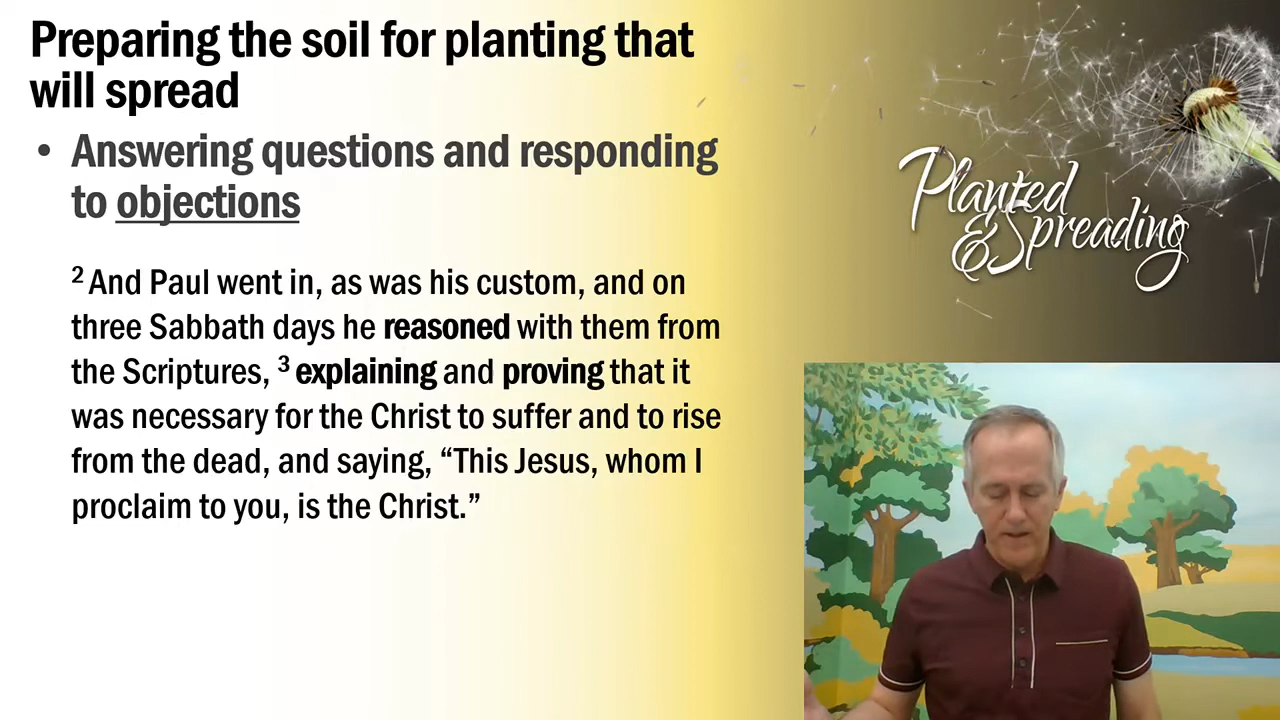 Preparing the soil for planting that
will spread
• Answering questions and responding
to objections
2 And Paul went in, as was his custom, and on
three Sabbath days he reasoned with them from
the Scriptures, 3 explaining and proving that it
was necessary for the Christ to suffer and to rise
from the dead, and saying, “This Jesus, whom I
proclaim to you, is the Christ.”
Planted
& Spreading